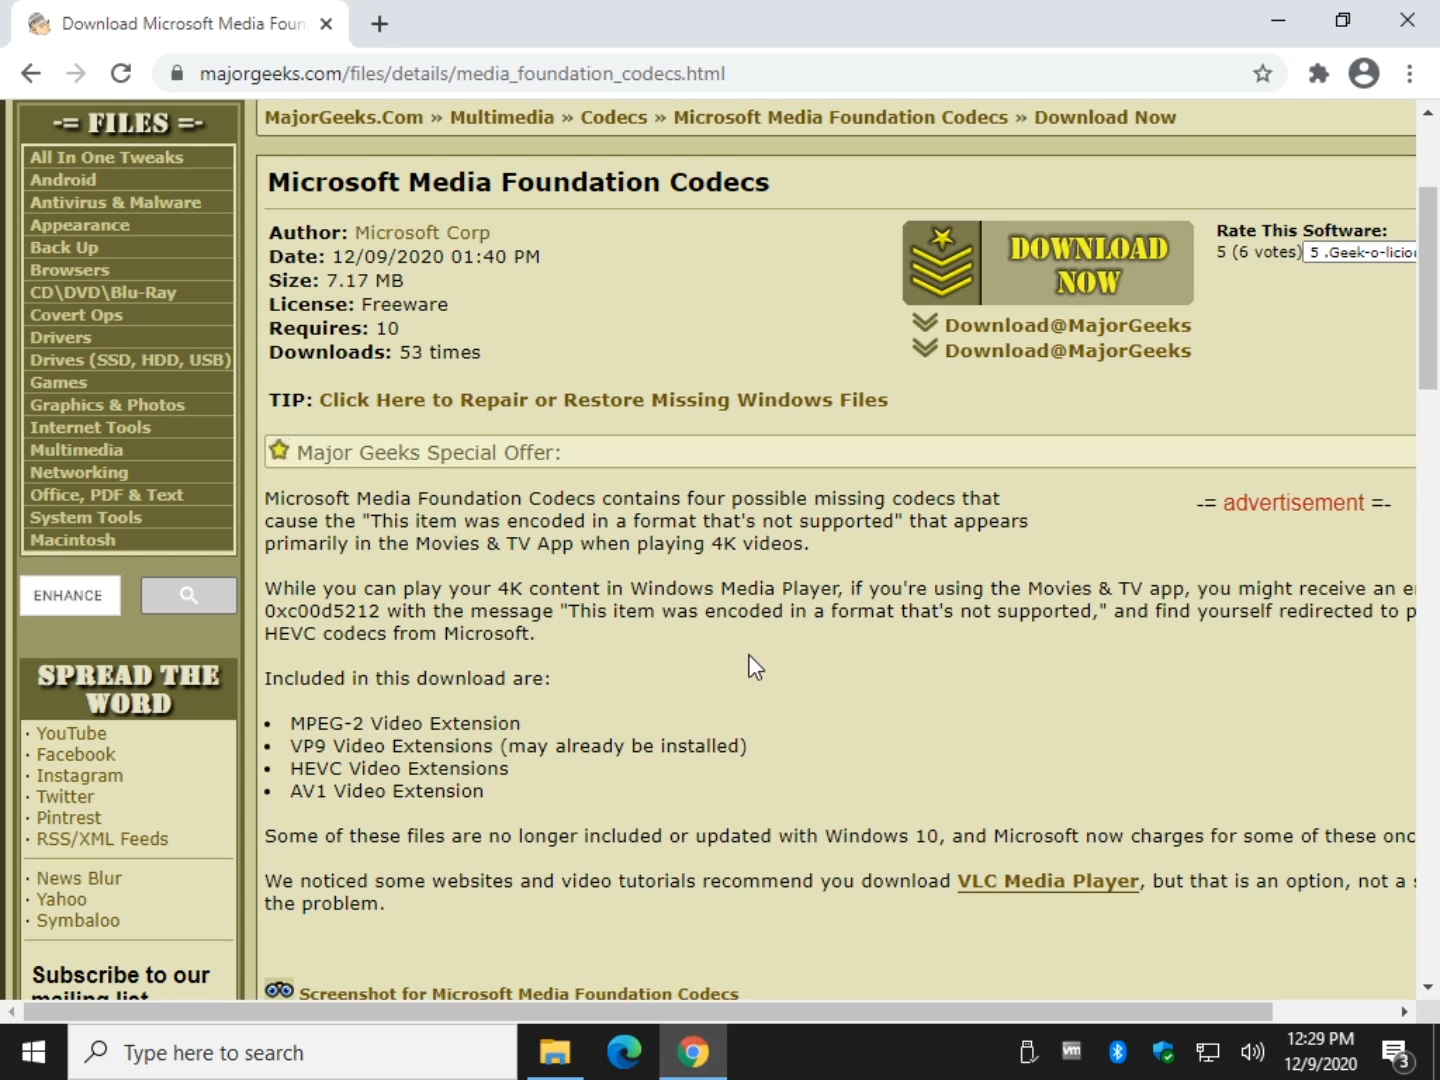 Download Microsoft Media Foun
majorgeeks.com/files/details/media_foundation_codecs.html
-= FILES =-
All In One Tweaks
Android
Antivirus & Malware
Appearance
Back Up
Browsers
CD\DVD\Blu-Ray
Covert Ops
Drivers
Drives (SSD, HDD, USB)
Games
Graphics & Photos
Internet Tools
Multimedia
Networking
Office, PDF & Text
System Tools
Macintosh
ENHANCE
SPREAD THE
WORD
· YouTube
· Facebook
· Instagram
· Twitter
· Pintrest
· RSS/XML Feeds
· News Blur
· Yahoo
· Symbaloo
Subscribe to our
mailing list
MajorGeeks.Com » Multimedia » Codecs » Microsoft Media Foundation Codecs » Download Now
Microsoft Media Foundation Codecs
Author: Microsoft Corp
Date: 12/09/2020 01:40 PM
Size: 7.17 MB
License: Freeware
Requires: 10
Downloads: 53 times
DOWNLOAD
NOW
Download@MajorGeeks
Download@MajorGeeks
Rate This Software:
5 (6 votes) 5 .Geek-o-liciou
TIP: Click Here to Repair or Restore Missing Windows Files
Major Geeks Special Offer:
-= advertisement =-
Microsoft Media Foundation Codecs contains four possible missing codecs that
cause the "This item was encoded in a format that's not supported" that appears
primarily in the Movies & TV App when playing 4K videos.
While you can play your 4K content in Windows Media Player, if you're using the Movies & TV app, you might receive an e
0xc00d5212 with the message "This item was encoded in a format that's not supported," and find yourself redirected to p
HEVC codecs from Microsoft.
Included in this download are:
• MPEG-2 Video Extension
• VP9 Video Extensions (may already be installed)
• HEVC Video Extensions
• AV1 Video Extension
Some of these files are no longer included or updated with Windows 10, and Microsoft now charges for some of these onc
We noticed some websites and video tutorials recommend you download VLC Media Player, but that is an option, not a s
the problem.
Screenshot for Microsoft Media Foundation Codecs
Type here to search
vm
12:29 PM
12/9/2020
3